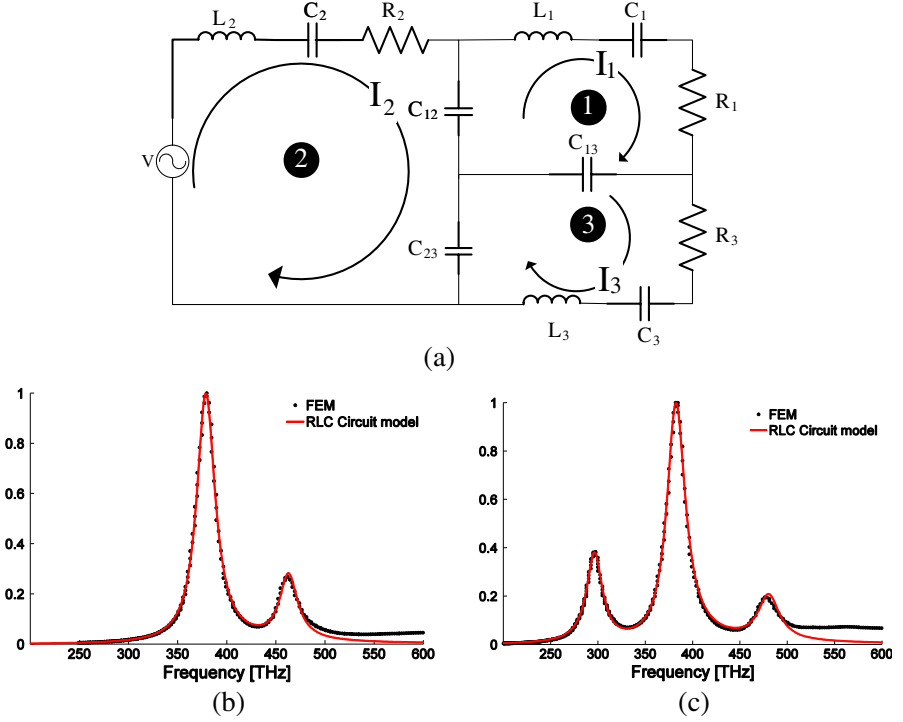 L2 C2 R2 L1 C1
I1
I2 C12 1 R1
C13
V 2
3
C23 R3
I3
L3 C3
(a)
1
0.8
0.6
0.4
0.2
0
250 300 350 400 450 500 550 600
Frequency [THz]
FEM
RLC Circuit model
(b)
1
0.8
0.6
0.4
0.2
0
250 300 350 400 450 500 550 600
Frequency [THz]
FEM
RLC Circuit model
(c)